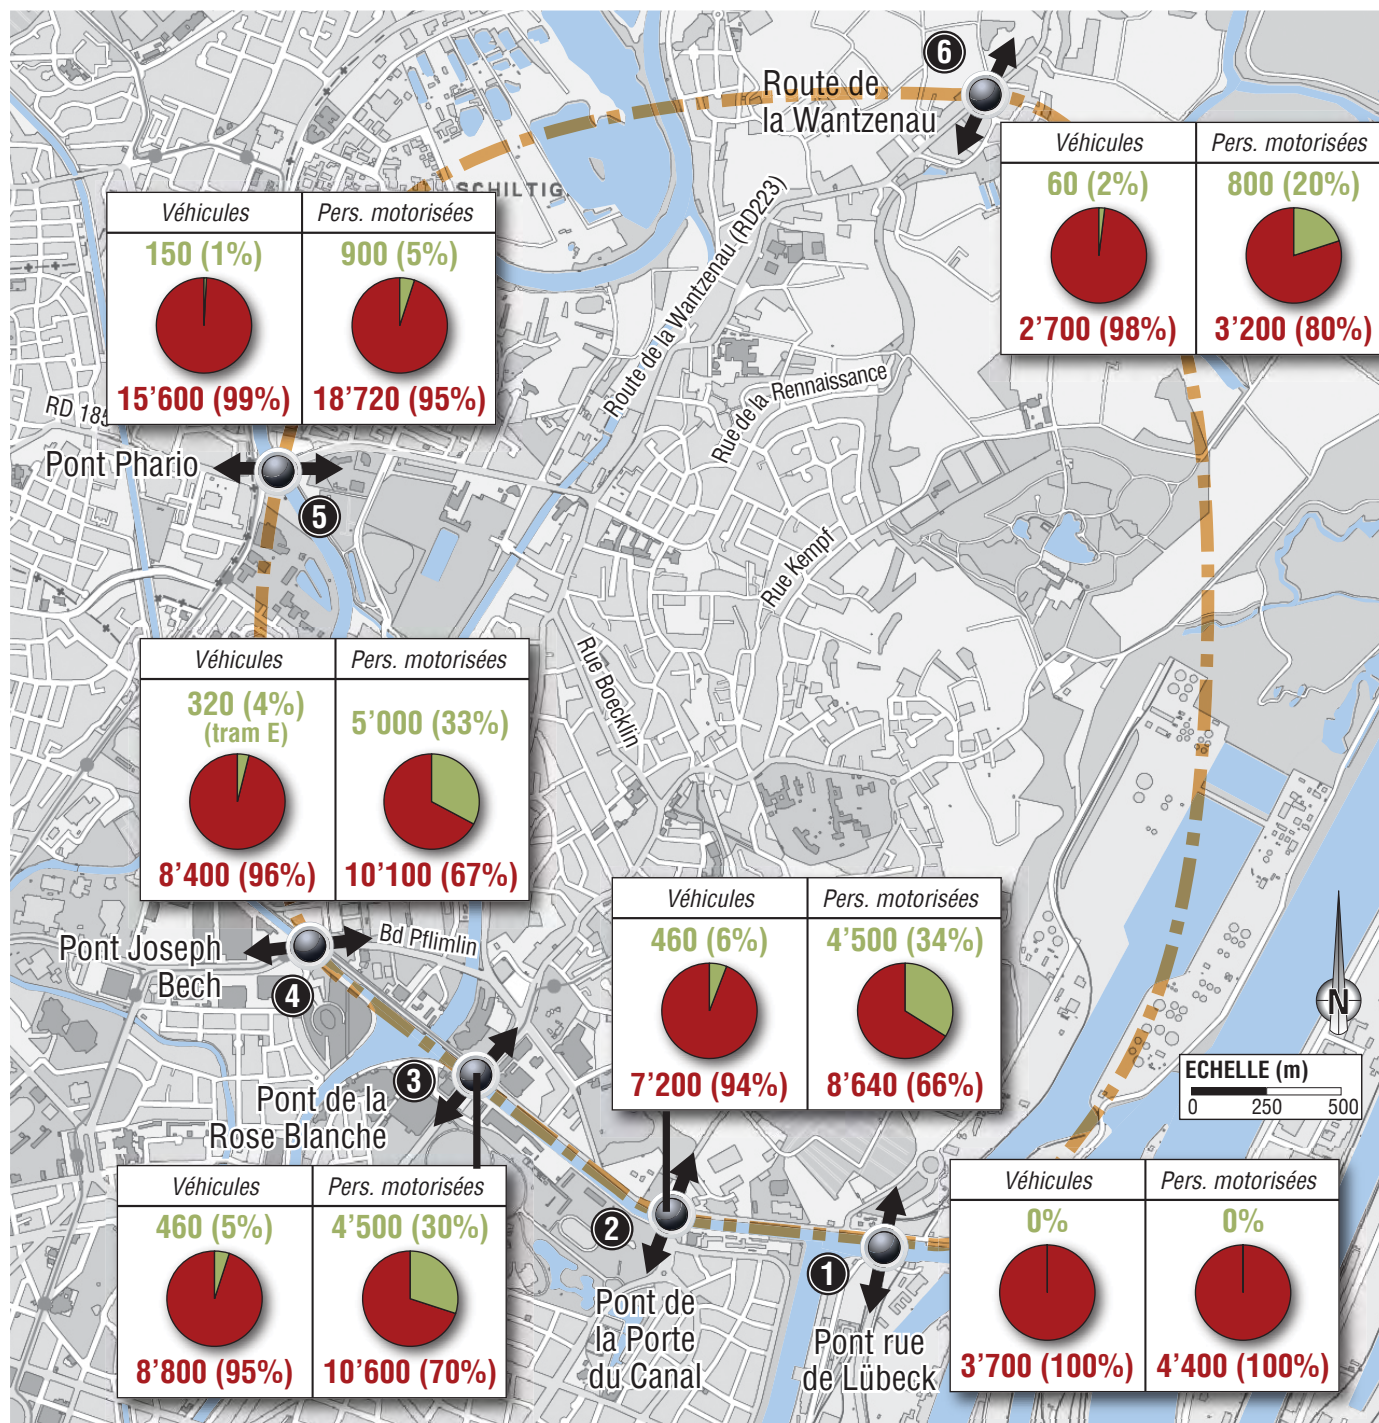 6
Route de
la Wantzenau
Véhicules
Pers. motorisées
60 (2%)
800 (20%)
2’700 (98%)
3’200 (80%)
SCHILTIG
Véhicules
Pers. motorisées
150 (1%)
900 (5%)
15’600 (99%)
18’720 (95%)
Route de la Wantzenau (RD223)
Rue de la Rennaissance
RD 185
Pont Phario
5
Rue Kempf
Rue Boecklin
Véhicules
Pers. motorisées
320 (4%)
(tram E)
5’000 (33%)
8’400 (96%)
10’100 (67%)
Pont Joseph
Bech
4
Bd Pflimlin
Véhicules
Pers. motorisées
460 (6%)
4’500 (34%)
7’200 (94%)
8’640 (66%)
N
ECHELLE (m)
0 250 500
3
Pont de la
Rose Blanche
Véhicules
Pers. motorisées
460 (5%)
4’500 (30%)
8’800 (95%)
10’600 (70%)
2
Pont de
la Porte
du Canal
1
Pont rue
de Lübeck
Véhicules
Pers. motorisées
0%
0%
3’700 (100%)
4’400 (100%)